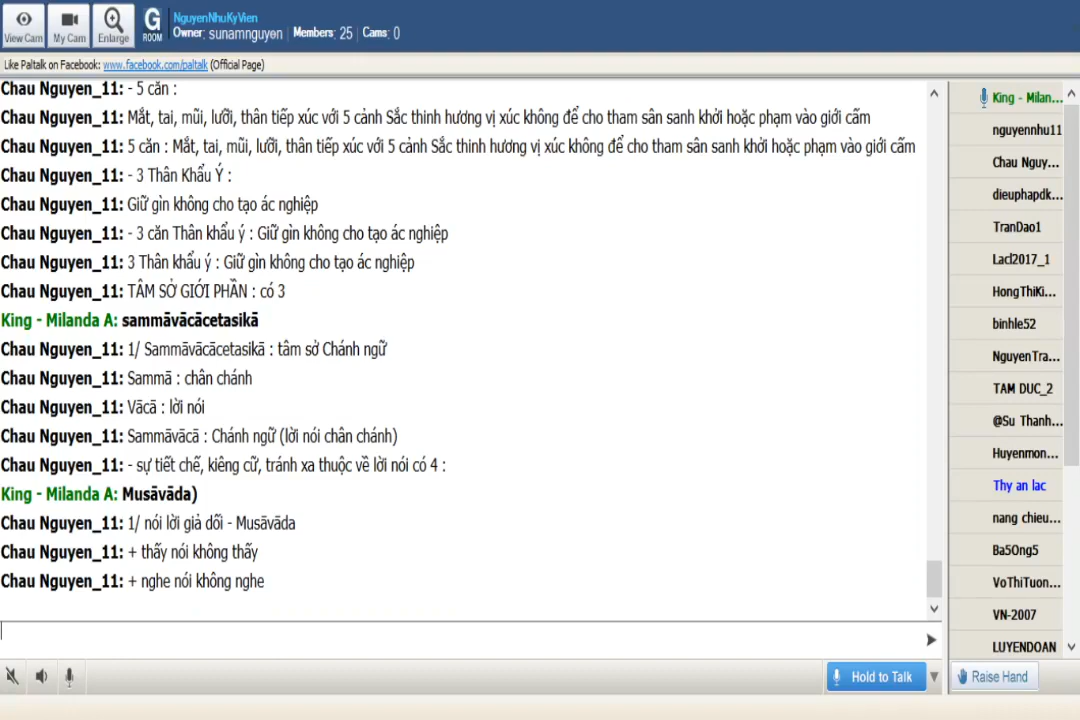 NguyenNhuKyVien
View Cam My Cam Enlarge G ROOM Owner: sunamnguyen Members: 25 Cams: 0
Like Paltalk on Facebook: www.facebook.com/paltalk (Official Page)
Chau Nguyen_11: - 5 căn :
Chau Nguyen_11: Mắt, tai, mũi, lưỡi, thân tiếp xúc với 5 cảnh Sắc thinh hương vị xúc không để cho tham sân sanh khởi hoặc phạm vào giới cấm
Chau Nguyen_11: 5 căn : Mắt, tai, mũi, lưỡi, thân tiếp xúc với 5 cảnh Sắc thinh hương vị xúc không để cho tham sân sanh khởi hoặc phạm vào giới cấm
Chau Nguyen_11: - 3 Thân Khẩu Ý :
Chau Nguyen_11: Giữ gìn không cho tạo ác nghiệp
Chau Nguyen_11: - 3 căn Thân khẩu ý : Giữ gìn không cho tạo ác nghiệp
Chau Nguyen_11: 3 Thân khẩu ý : Giữ gìn không cho tạo ác nghiệp
Chau Nguyen_11: TÂM SỞ GIỚI PHẦN : có 3
King - Milanda A: sammāvācācetasikā
Chau Nguyen_11: 1/ Sammāvācācetasikā : tâm sở Chánh ngữ
Chau Nguyen_11: Sammā : chân chánh
Chau Nguyen_11: Vācā : lời nói
Chau Nguyen_11: Sammāvācā : Chánh ngữ (lời nói chân chánh)
Chau Nguyen_11: - sự tiết chế, kiêng cữ, tránh xa thuộc về lời nói có 4 :
King - Milanda A: Musāvāda)
Chau Nguyen_11: 1/ nói lời giả dối - Musāvāda
Chau Nguyen_11: + thấy nói không thấy
Chau Nguyen_11: + nghe nói không nghe
King - Milan...
nguyennhu11
Chau Nguy...
dieuphapdk...
TranDao1
Lacl2017_1
HongThiKi...
binhle52
NguyenTra...
TAM DUC_2
@Su Thanh...
Huyenmon...
Thy an lac
nang chieu...
Ba5Ong5
VoThiTuon...
VN-2007
LUYENDOAN
Hold to Talk
Raise Hand